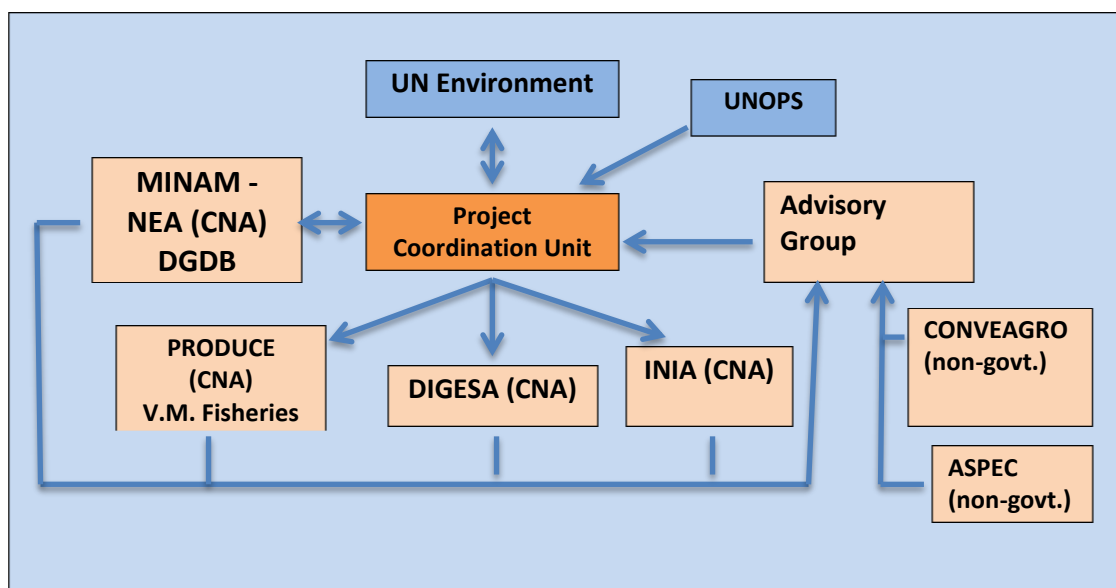 UN Environment
UNOPS
MINAM -
NEA (CNA)
DGDB
Project
Coordination Unit
Advisory
Group
PRODUCE
(CNA)
V.M. Fisheries
DIGESA (CNA)
INIA (CNA)
CONVEAGRO
(non-govt.)
ASPEC
(non-govt.)